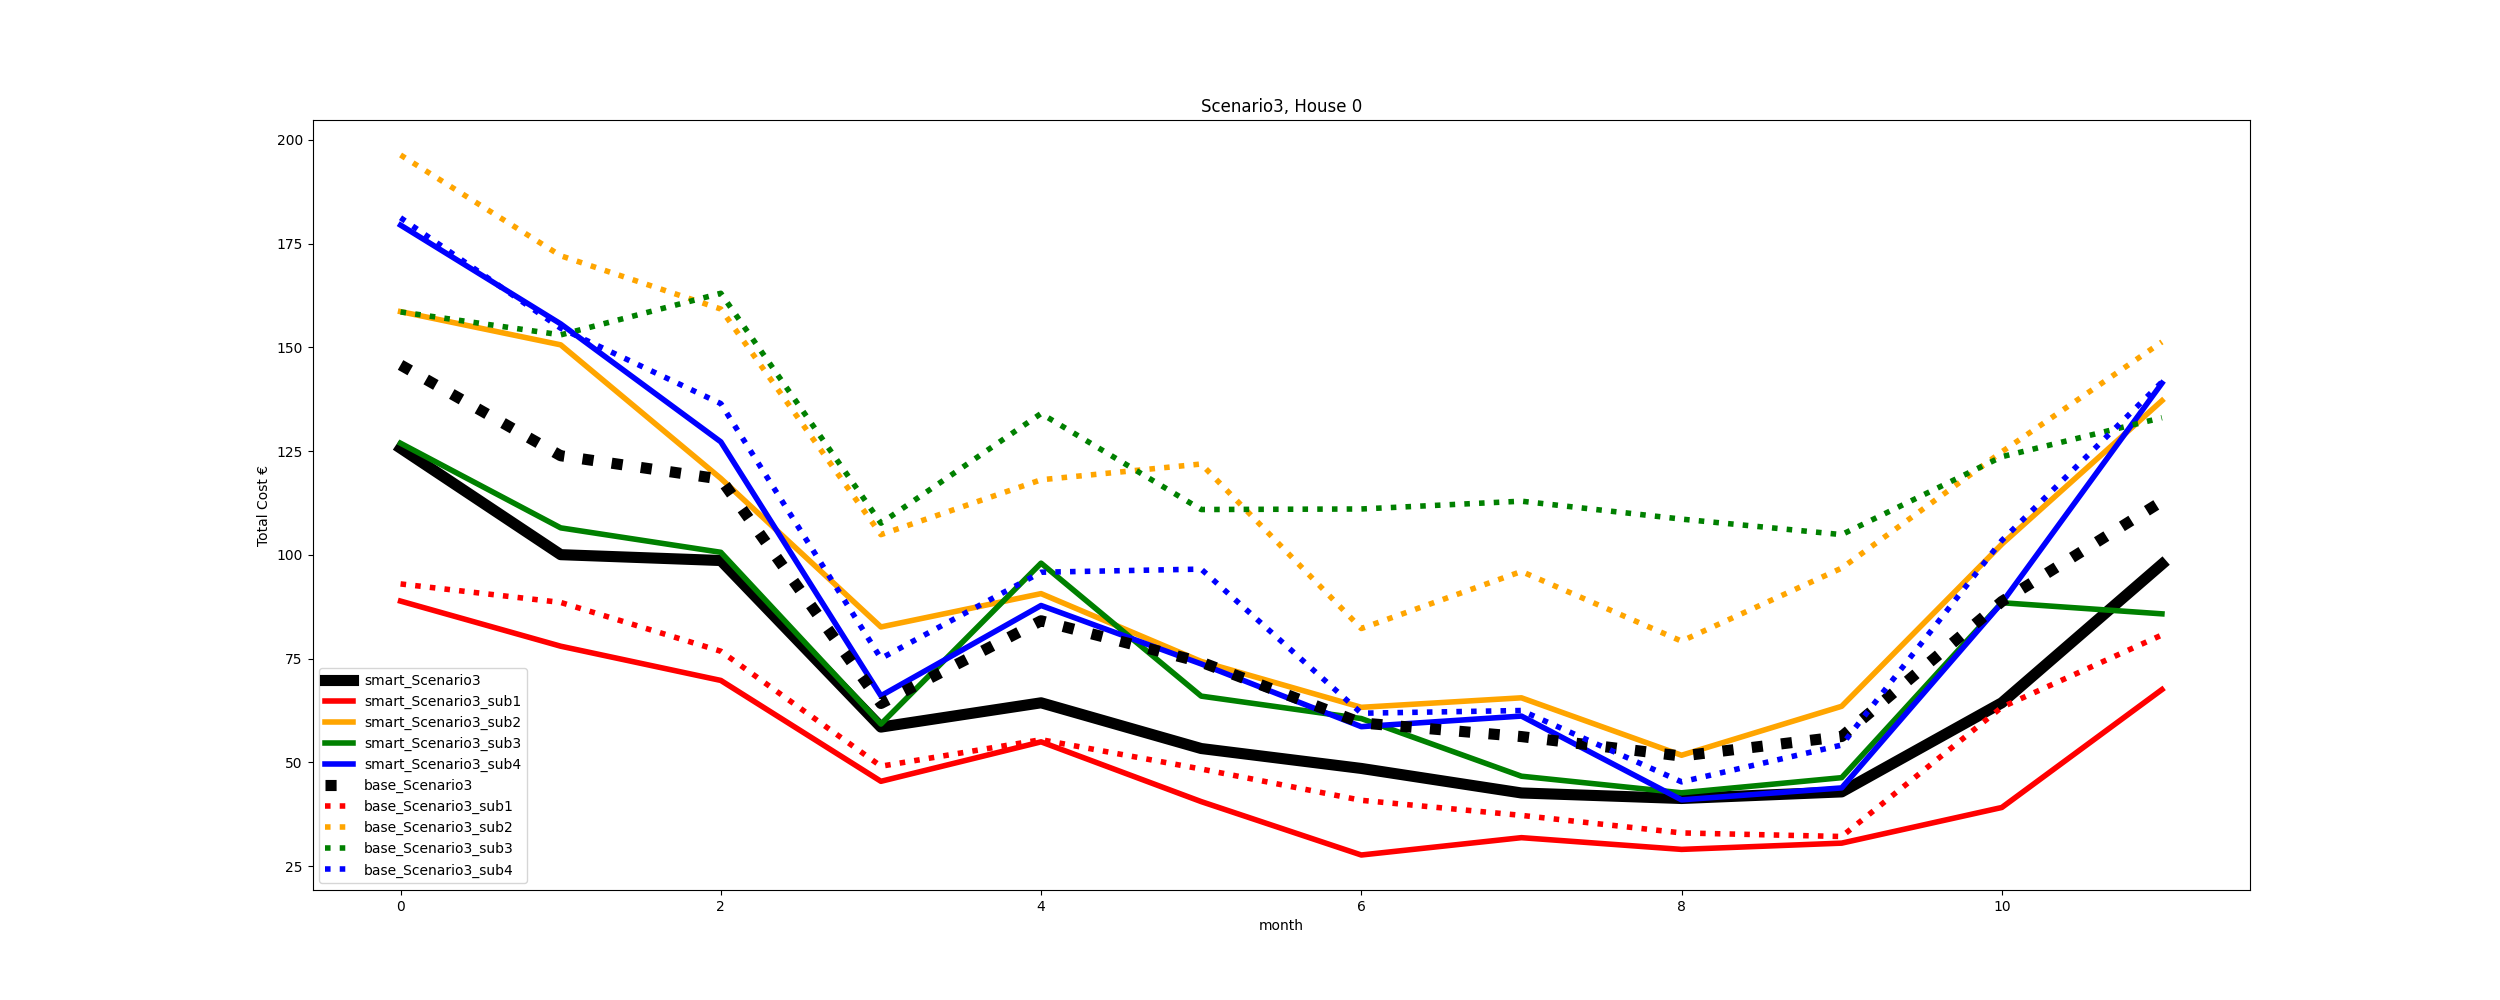 Scenario3, House 0
200
175
150
125
100
75
50
25
Total Cost €
smart_Scenario3
smart_Scenario3_sub1
smart_Scenario3_sub2
smart_Scenario3_sub3
smart_Scenario3_sub4
base_Scenario3
base_Scenario3_sub1
base_Scenario3_sub2
base_Scenario3_sub3
base_Scenario3_sub4
0 2 4 6 8 10
month